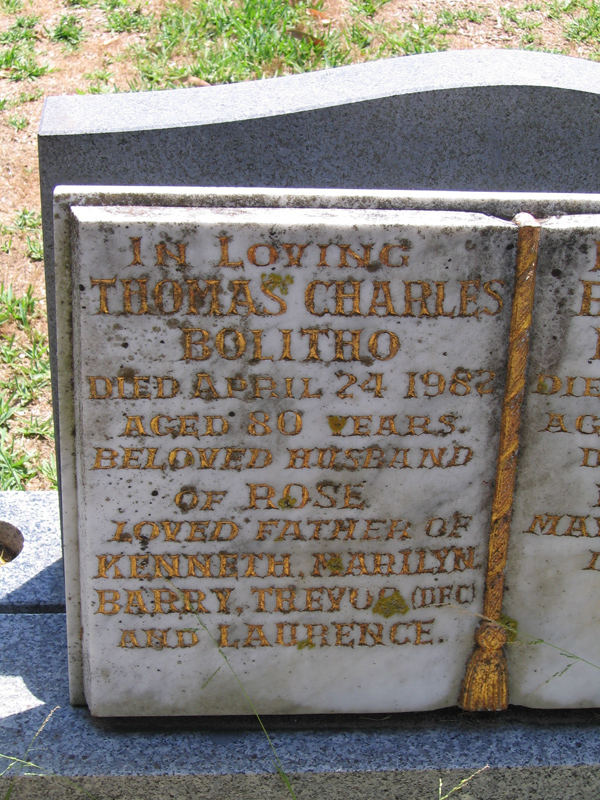 IN LOVING
THOMAS CHARLES
BOLITHO
DIED APRIL 24 1982
AGED 80 YEARS.
BELOVED HUSBAND
OF ROSE
LOVED FATHER OF
KENNETH, MARILYN,
BARRY, TREVOR (DFC)
AND LAURENCE.